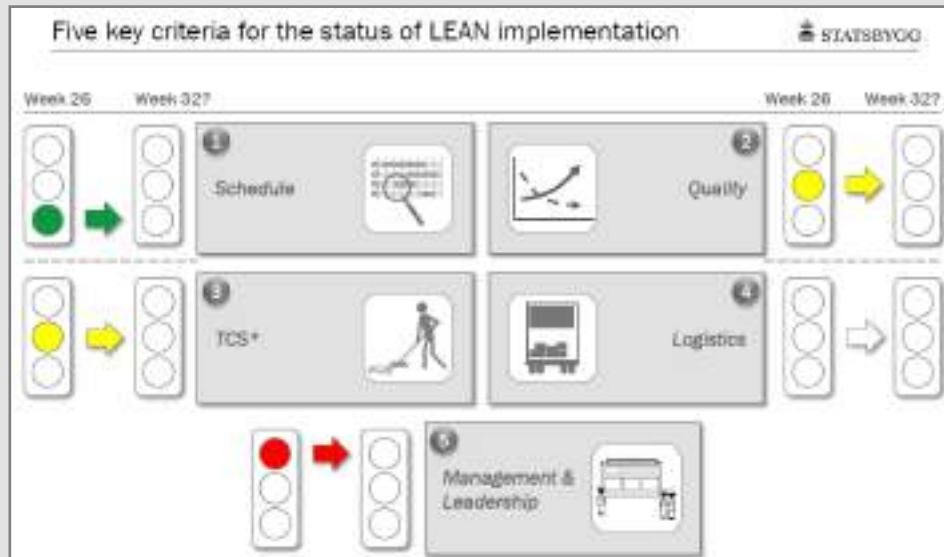 Five key criteria for the status of LEAN implementation
STATSBYGG
Week 26 Week 32? Week 26 Week 32?
1 2
Schedule Quality
3 4
TCS* Logistics
5
Management &
Leadership